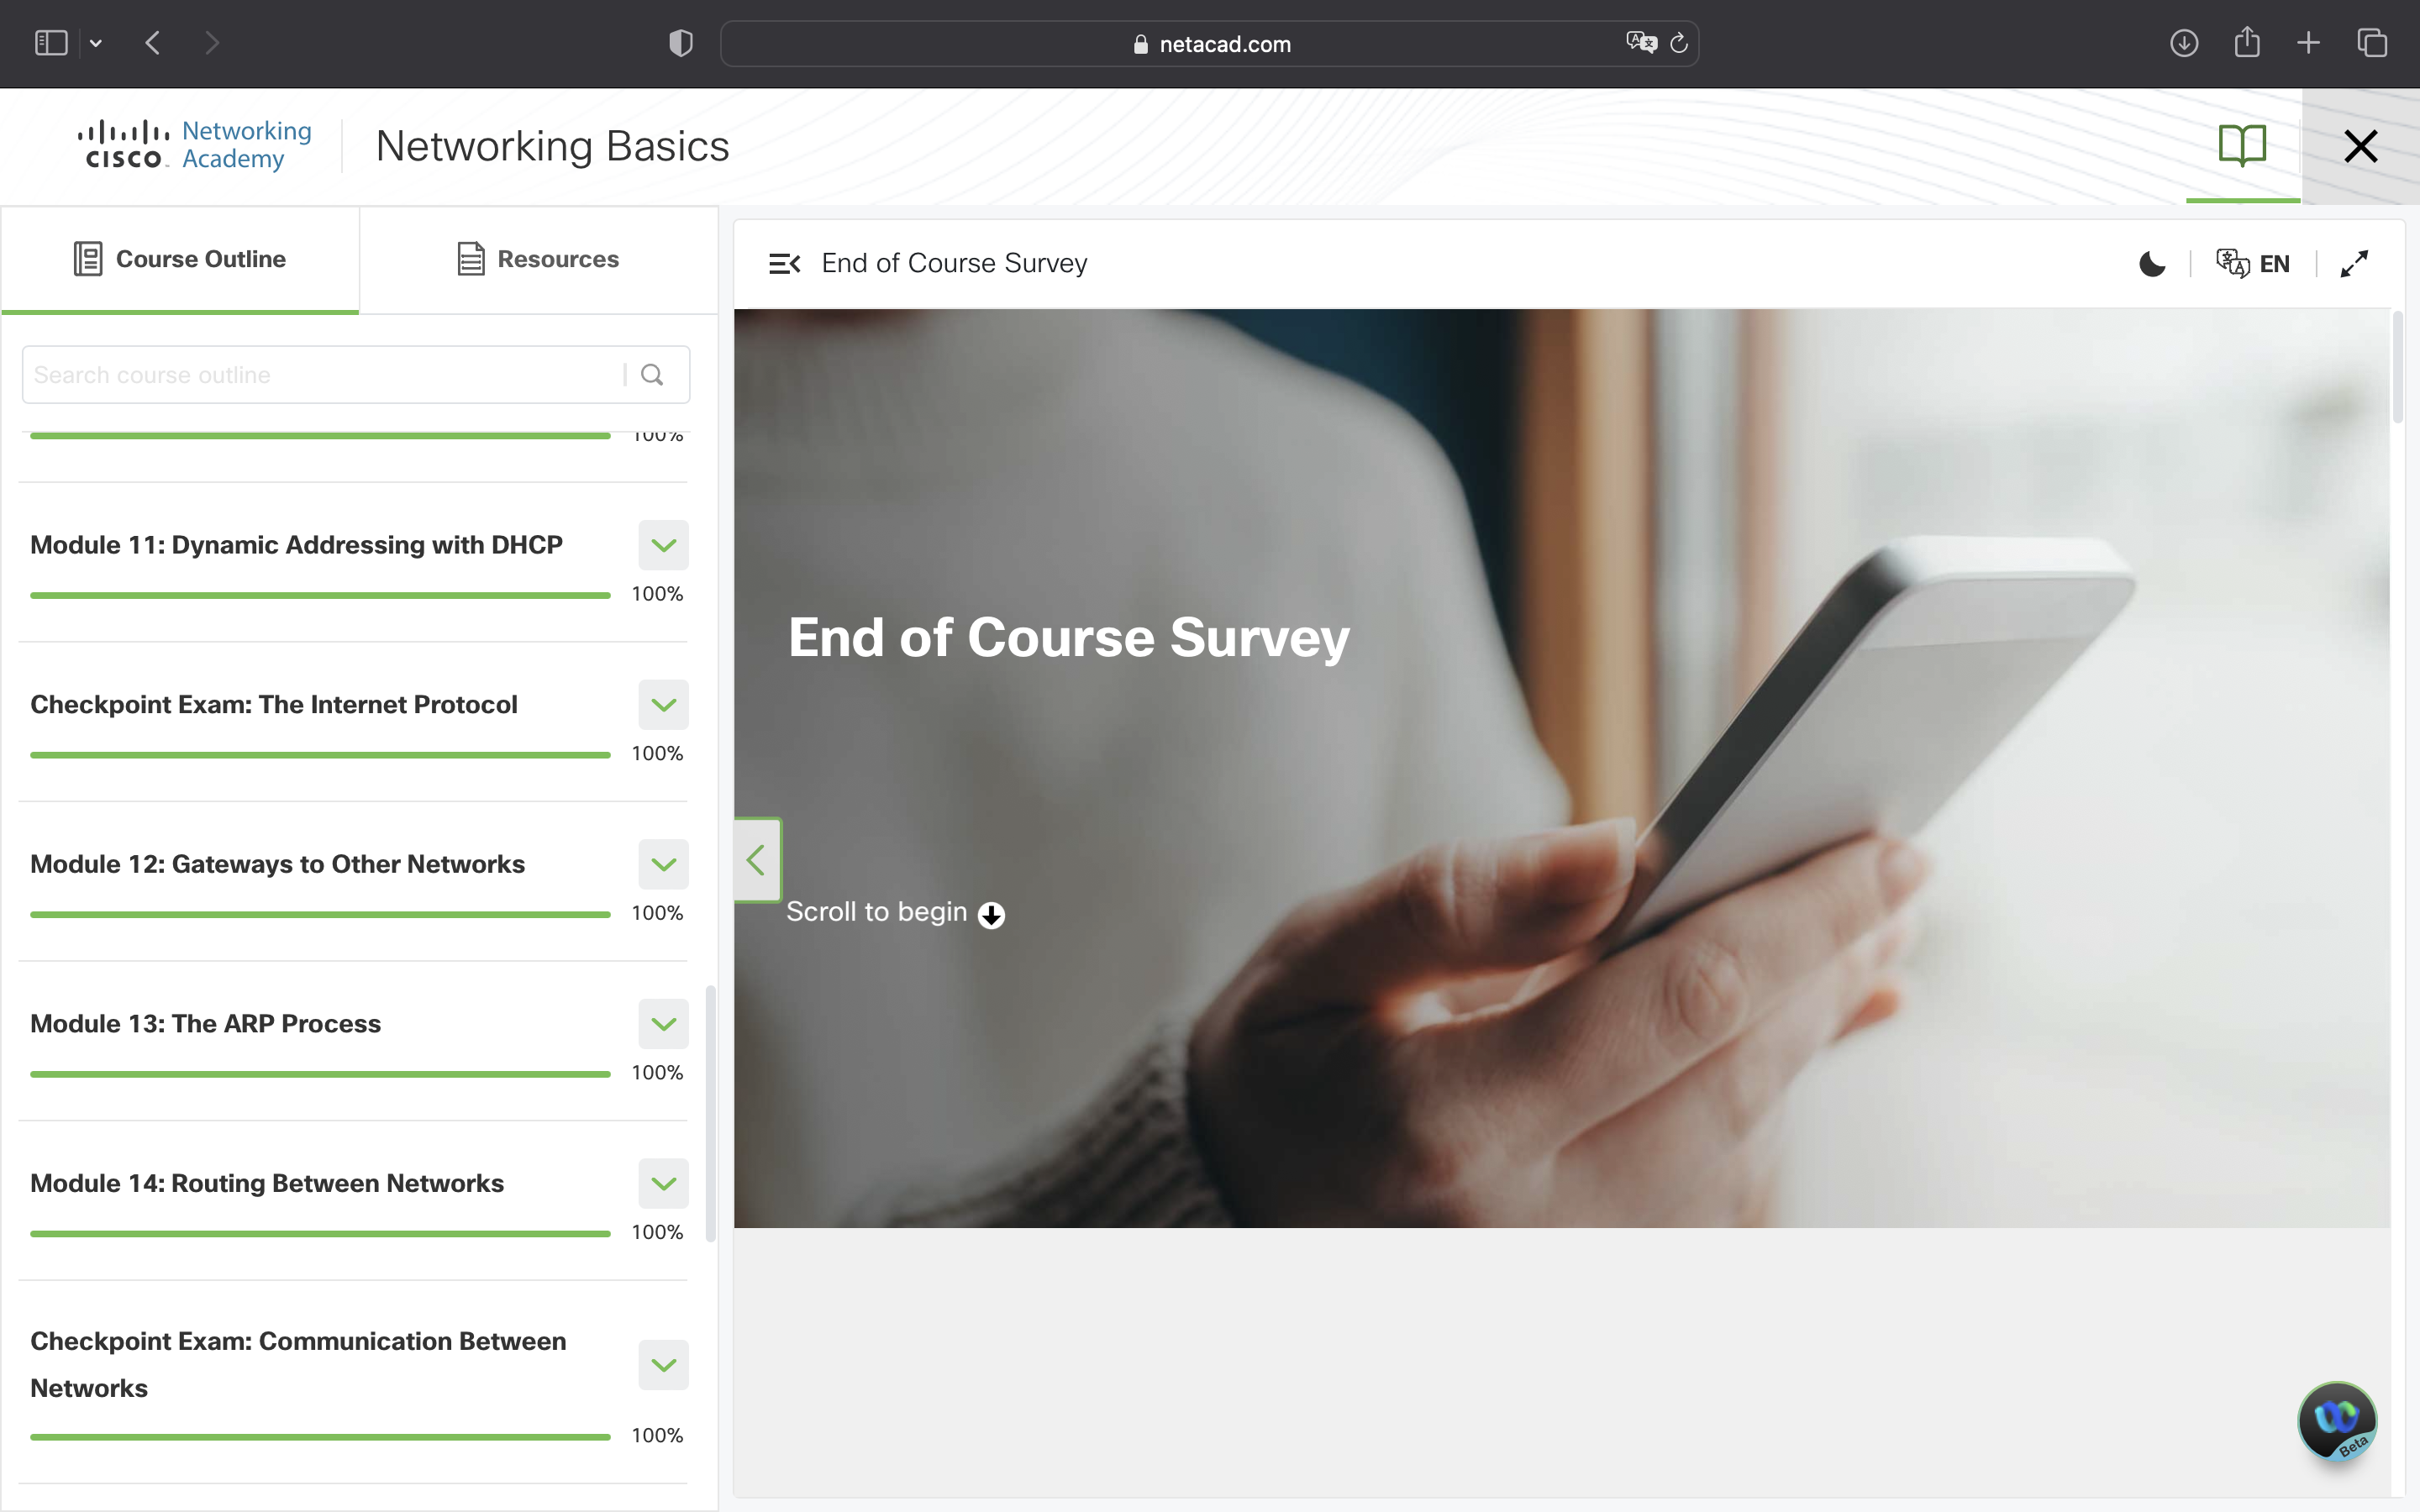 netacad.com
CISCO
Networking
Academy
Networking Basics
Course Outline
Resources
Search course outline
100%
Module 11: Dynamic Addressing with DHCP
100%
Checkpoint Exam: The Internet Protocol
100%
Module 12: Gateways to Other Networks
100%
Module 13: The ARP Process
100%
Module 14: Routing Between Networks
100%
Checkpoint Exam: Communication Between
Networks
100%
End of Course Survey
EN
End of Course Survey
Scroll to begin
Beta